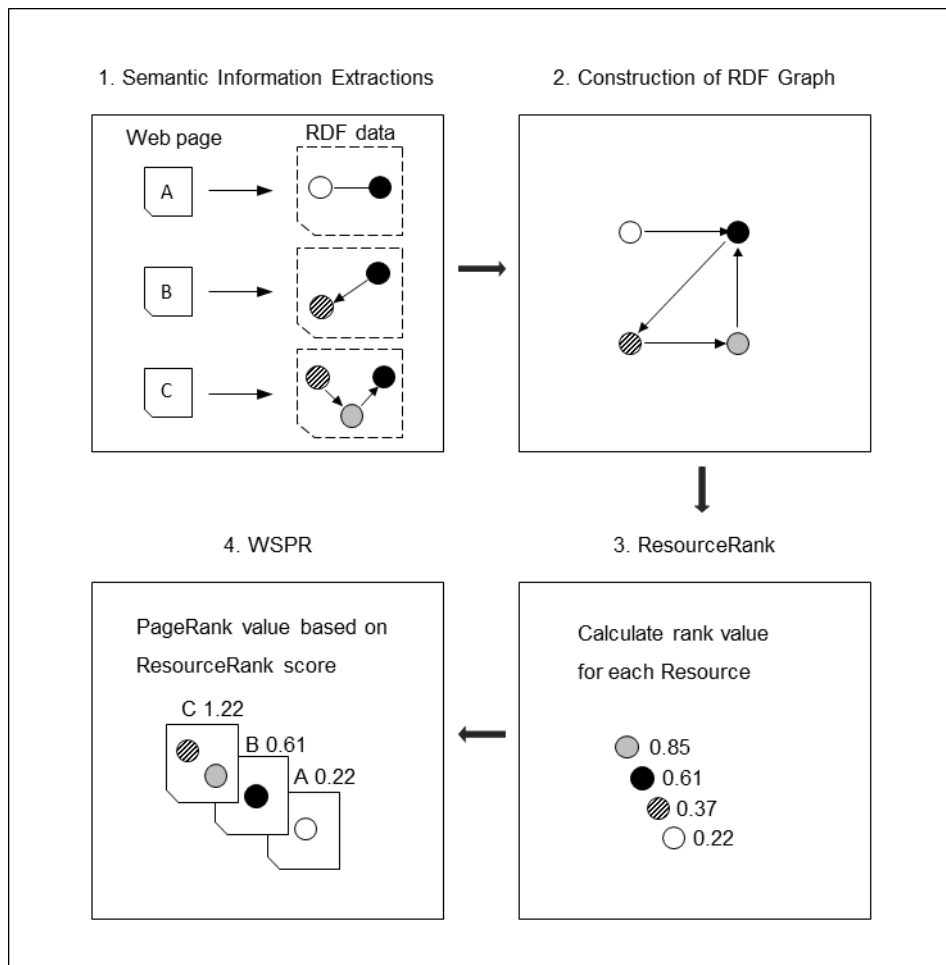 1. Semantic Information Extractions
2. Construction of RDF Graph
Web page
RDF data
A
B
C
4. WSPR
3. ResourceRank
PageRank value based on
ResourceRank score
C 1.22
B 0.61
A 0.22
Calculate rank value
for each Resource
0.85
0.61
0.37
0.22